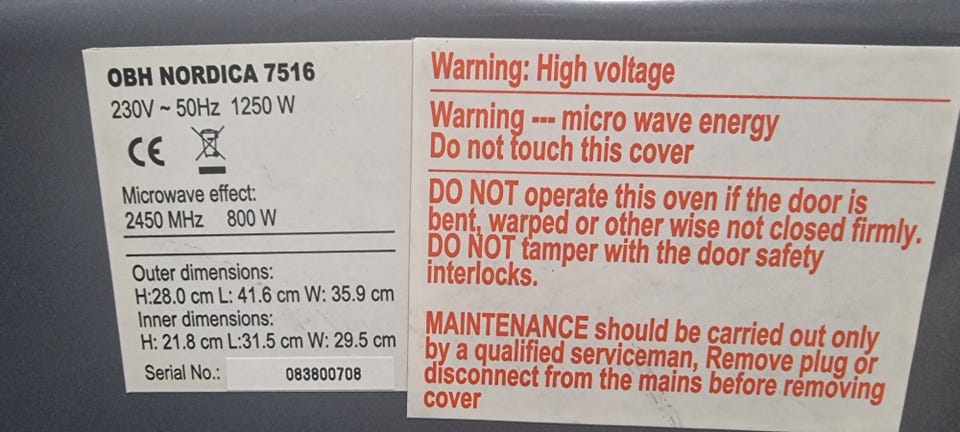 OBH NORDICA 7516
230V ~ 50Hz 1250 W
CE
Microwave effect:
2450 MHz 800 W
Outer dimensions:
H:28.0 cm L: 41.6 cm W: 35.9 cm
Inner dimensions:
H: 21.8 cm L:31.5 cm W: 29.5 cm
Serial No.: 083800708
Warning: High voltage
Warning --- micro wave energy
Do not touch this cover
DO NOT operate this oven if the door is
bent, warped or other wise not closed firmly.
DO NOT tamper with the door safety
interlocks.
MAINTENANCE should be carried out only
by a qualified serviceman, Remove plug or
disconnect from the mains before removing
cover